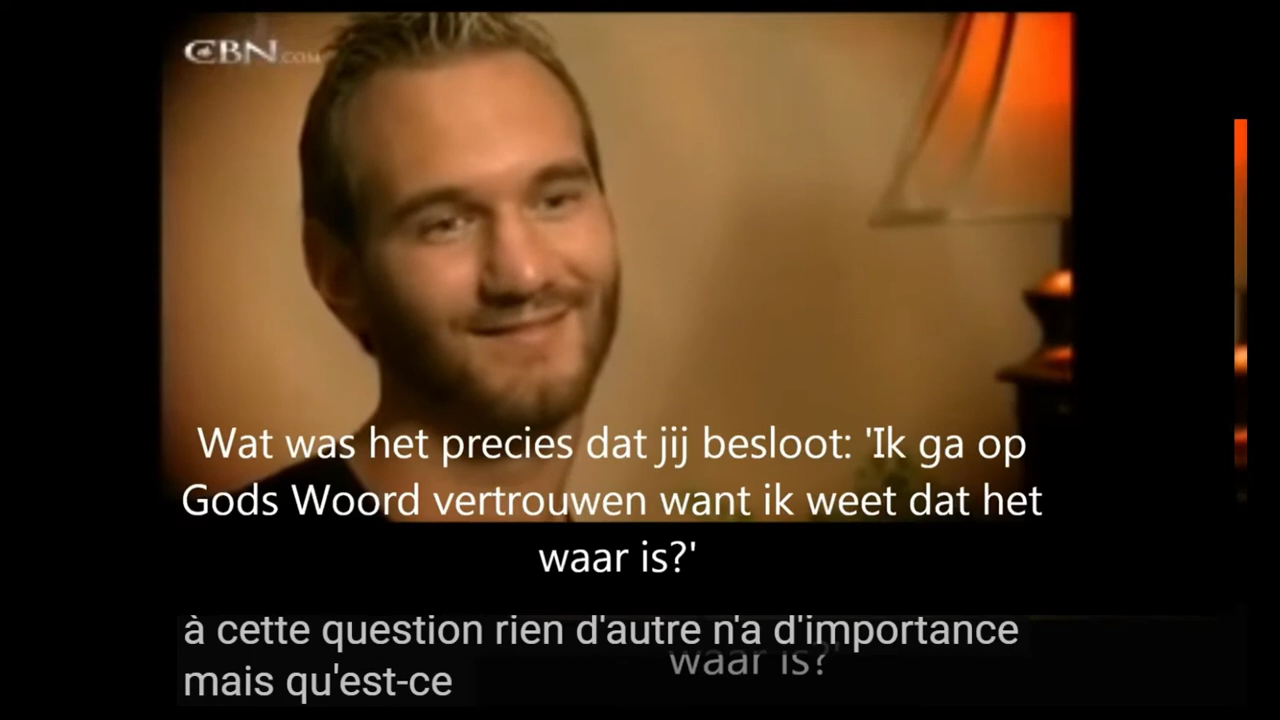 CBN.COM
Wat was het precies dat jij besloot: 'Ik ga op
Gods Woord vertrouwen want ik weet dat het
waar is?'
à cette question rien d'autre n'a d'importance
waar is?'
mais qu'est-ce